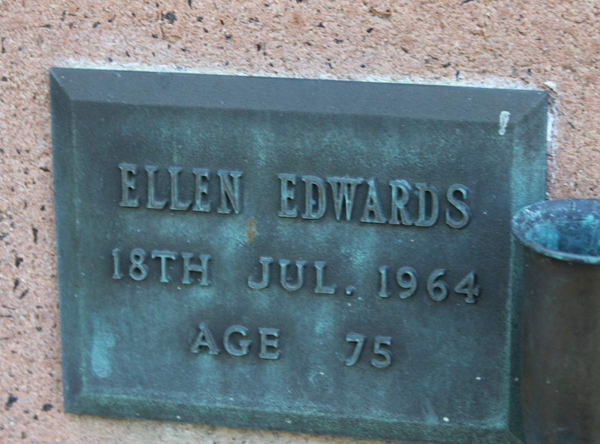 ELLEN EDWARDS
18TH JUL. 1964
AGE 75